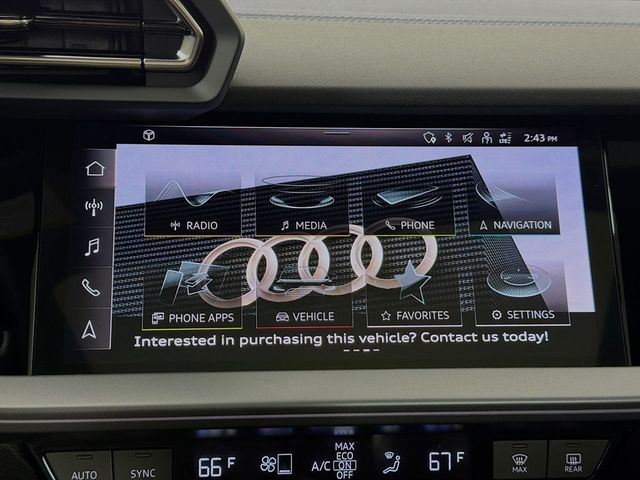 LTE
2:43 PM
RADIO
MEDIA
PHONE
NAVIGATION
PHONE APPS
VEHICLE
FAVORITES
SETTINGS
Interested in purchasing this vehicle? Contact us today!
AUTO
SYNC
66 F
A/C
MAX
ECO
ON
OFF
67 F
MAX
REAR